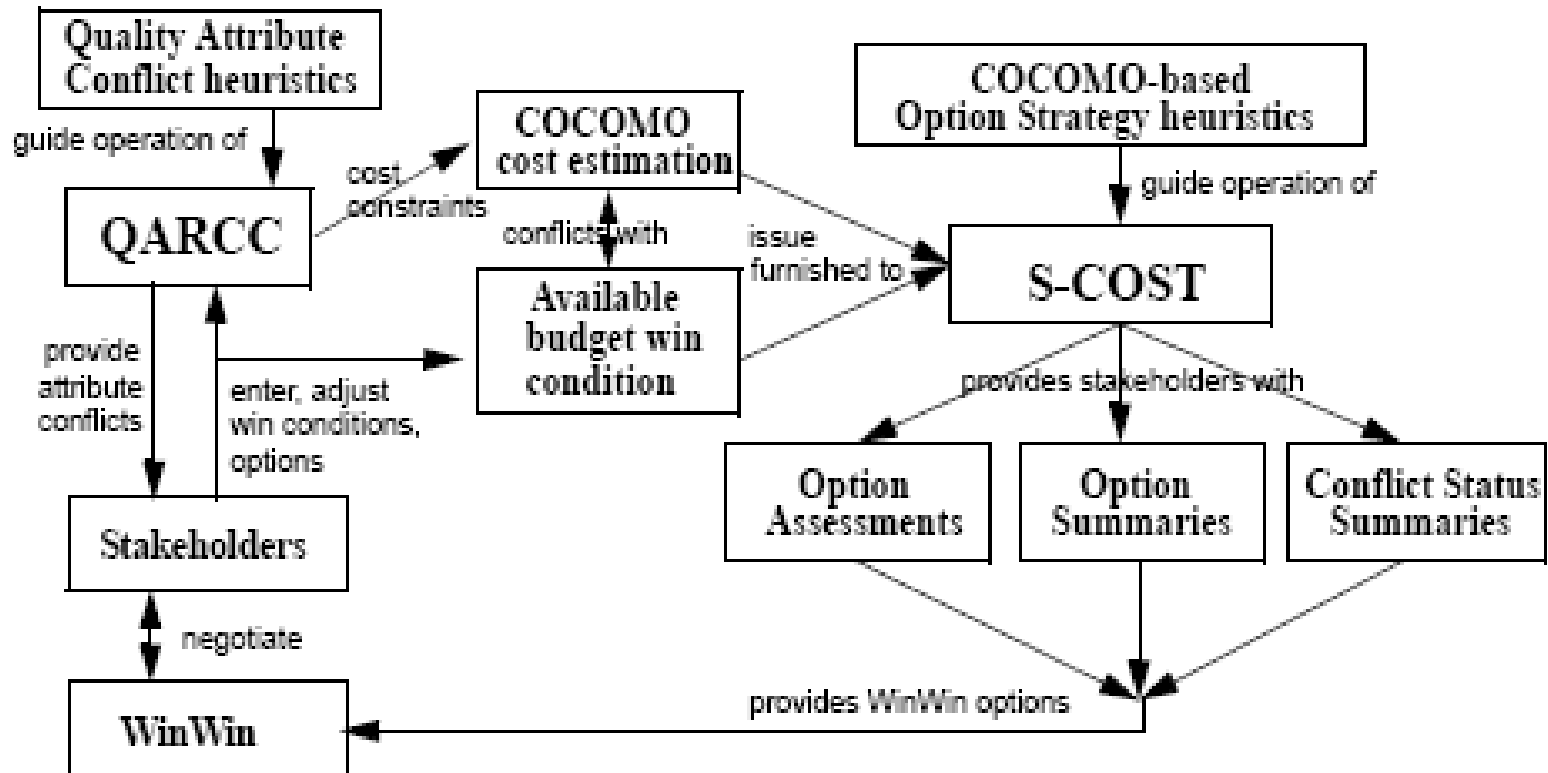 Quality Attribute
Conflict heuristics
guide operation of
QARCC
cost
constraints
COCOMO
cost estimation
conflicts with
Available
budget win
condition
issue
furnished to
COCOMO-based
Option Strategy heuristics
guide operation of
S-COST
provides stakeholders with
Option
Assessments
Option
Summaries
Conflict Status
Summaries
provide
attribute
conflicts
enter, adjust
win conditions,
options
Stakeholders
negotiate
WinWin
provides WinWin options